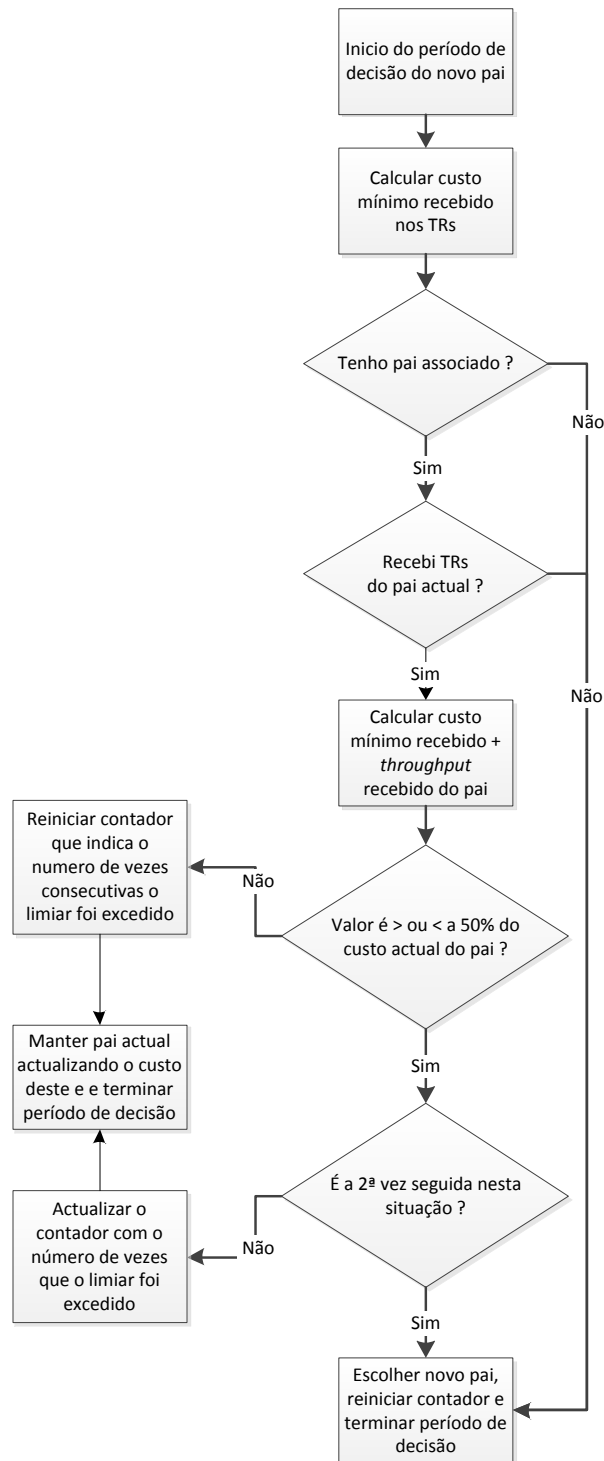 Inicio do período de
decisão do novo pai
Calcular custo
mínimo recebido
nos TRs
Tenho pai associado ?
Não
Sim
Recebi TRs
do pai actual ?
Sim
Não
Calcular custo
mínimo recebido +
throughput
recebido do pai
Reiniciar contador
que indica o
numero de vezes
consecutivas o
limiar foi excedido
Não
Valor é > ou < a 50% do
custo actual do pai ?
Sim
Manter pai actual
actualizando o custo
deste e e terminar
período de decisão
É a 2ª vez seguida nesta
situação ?
Não
Actualizar o
contador com o
número de vezes
que o limiar foi
excedido
Sim
Escolher novo pai,
reiniciar contador e
terminar período de
decisão